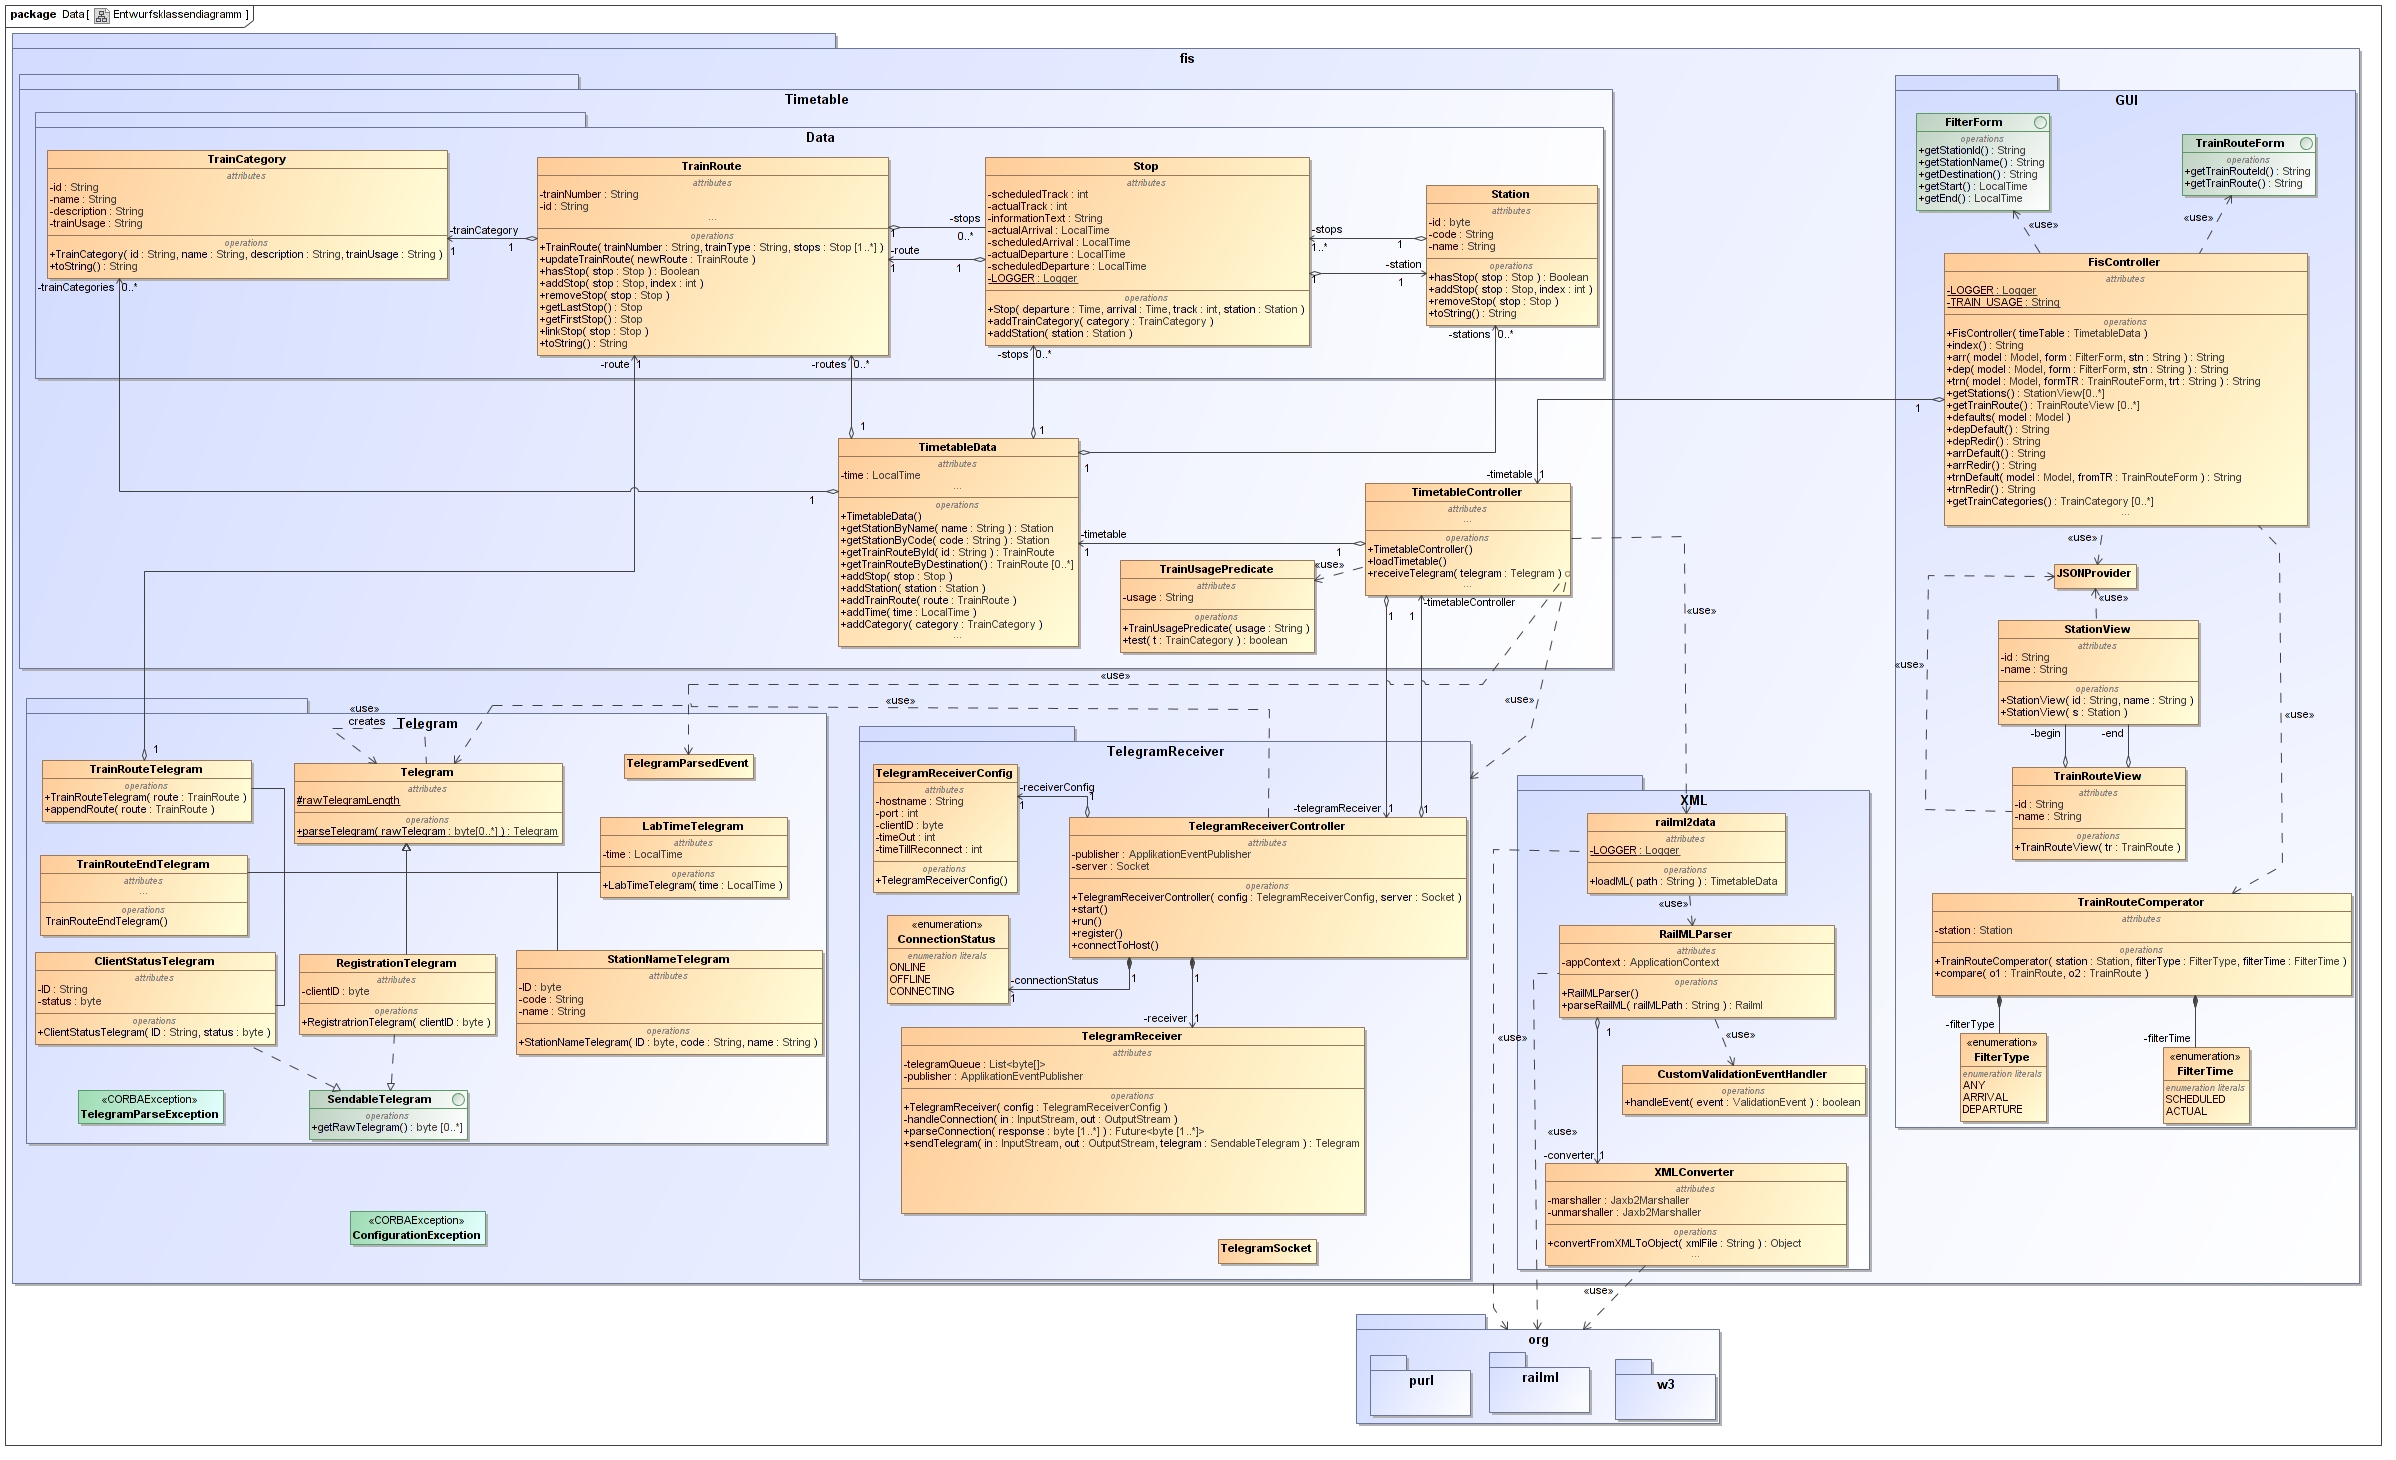 package Data [ Entwurfsklassendiagramm ]
fis
Timetable
Data
TrainCategory
attributes
-id : String
-name : String
-description : String
-trainUsage : String
operations
+TrainCategory( id : String, name : String, description : String, trainUsage : String )
+toString() : String
-trainCategories 0..*
-trainCategory
1
1
TrainRoute
attributes
-trainNumber : String
-id : String
...
operations
+TrainRoute( trainNumber : String, trainType : String, stops : Stop [1..*] )
+updateTrainRoute( newRoute : TrainRoute )
+hasStop( stop : Stop ) : Boolean
+addStop( stop : Stop, index : int )
+removeStop( stop : Stop )
+getLastStop() : Stop
+getFirstStop() : Stop
+linkStop( stop : Stop )
+toString() : String
-route 1
-routes 0..*
-stops
1
0..*
-route
1
1
Stop
attributes
-scheduledTrack : int
-actualTrack : int
-informationText : String
-actualArrival : LocalTime
-scheduledArrival : LocalTime
-actualDeparture : LocalTime
-scheduledDeparture : LocalTime
-LOGGER : Logger
operations
+Stop( departure : Time, arrival : Time, track : int, station : Station )
+addTrainCategory( category : TrainCategory )
+addStation( station : Station )
-stops 0..*
-stops
1..*
1
-station
1
1
Station
attributes
-id : byte
-code : String
-name : String
operations
+hasStop( stop : Stop ) : Boolean
+addStop( stop : Stop, index : int )
+removeStop( stop : Stop )
+toString() : String
-stations 0..*
1
1
1
1
TimetableData
attributes
-time : LocalTime
...
operations
+TimetableData()
+getStationByName( name : String ) : Station
+getStationByCode( code : String ) : Station
+getTrainRouteById( id : String ) : TrainRoute
+getTrainRouteByDestination() : TrainRoute [0..*]
+addStop( stop : Stop )
+addStation( station : Station )
+addTrainRoute( route : TrainRoute )
+addTime( time : LocalTime )
+addCategory( category : TrainCategory )
...
-timetable
1
1
-timetable 1
TimetableController
attributes
...
operations
+TimetableController()
+loadTimetable()
+receiveTelegram( telegram : Telegram )
...
«use»
TrainUsagePredicate
attributes
-usage : String
operations
+TrainUsagePredicate( usage : String )
+test( t : TrainCategory ) : boolean
-timetableController
1
1
«use»
«use»
«use»
«use»
GUI
FilterForm
operations
+getStationId() : String
+getStationName() : String
+getDestination() : String
+getStart() : LocalTime
+getEnd() : LocalTime
TrainRouteForm
operations
+getTrainRouteId() : String
+getTrainRoute() : String
«use»
«use»
FisController
attributes
-LOGGER : Logger
-TRAIN_USAGE : String
operations
+FisController( timeTable : TimetableData )
+index() : String
+arr( model : Model, form : FilterForm, stn : String ) : String
+dep( model : Model, form : FilterForm, stn : String ) : String
+trn( model : Model, formTR : TrainRouteForm, trt : String ) : String
+getStations() : StationView[0..*]
+getTrainRoute() : TrainRouteView [0..*]
+defaults( model : Model )
+depDefault() : String
+depRedir() : String
+arrDefault() : String
+arrRedir() : String
+trnDefault( model : Model, fromTR : TrainRouteForm ) : String
+trnRedir() : String
+getTrainCategories() : TrainCategory [0..*]
...
1
«use»
JSONProvider
«use»
StationView
attributes
-id : String
-name : String
operations
+StationView( id : String, name : String )
+StationView( s : Station )
«use»
«use»
-begin
-end
TrainRouteView
attributes
-id : String
-name : String
operations
+TrainRouteView( tr : TrainRoute )
TrainRouteComperator
attributes
-station : Station
operations
+TrainRouteComperator( station : Station, filterType : FilterType, filterTime : FilterTime )
+compare( o1 : TrainRoute, o2 : TrainRoute )
-filterType
-filterTime
«enumeration»
FilterType
enumeration literals
ANY
ARRIVAL
DEPARTURE
«enumeration»
FilterTime
enumeration literals
SCHEDULED
ACTUAL
Telegram
«use»
creates
1
TrainRouteTelegram
operations
+TrainRouteTelegram( route : TrainRoute )
+appendRoute( route : TrainRoute )
Telegram
attributes
#rawTelegramLength
operations
+parseTelegram( rawTelegram : byte[0..*] ) : Telegram
TelegramParsedEvent
LabTimeTelegram
attributes
-time : LocalTime
operations
+LabTimeTelegram( time : LocalTime )
TrainRouteEndTelegram
attributes
...
operations
TrainRouteEndTelegram()
ClientStatusTelegram
attributes
-ID : String
-status : byte
operations
+ClientStatusTelegram( ID : String, status : byte )
RegistrationTelegram
attributes
-clientID : byte
operations
+RegistrationTelegram( clientID : byte )
StationNameTelegram
attributes
-ID : byte
-code : String
-name : String
operations
+StationNameTelegram( ID : byte, code : String, name : String )
«CORBAException»
TelegramParseException
SendableTelegram
operations
+getRawTelegram() : byte [0..*]
«CORBAException»
ConfigurationException
TelegramReceiver
TelegramReceiverConfig
attributes
-hostname : String
-port : int
-clientID : byte
-timeOut : int
-timeTillReconnect : int
operations
+TelegramReceiverConfig()
-receiverConfig
1
1
-telegramReceiver 1
1
TelegramReceiverController
attributes
-publisher : ApplikationEventPublisher
-server : Socket
operations
+TelegramReceiverController( config : TelegramReceiverConfig, server : Socket )
+start()
+run()
+register()
+connectToHost()
«enumeration»
ConnectionStatus
enumeration literals
ONLINE
OFFLINE
CONNECTING
-connectionStatus
1
1
1
-receiver 1
TelegramReceiver
attributes
-telegramQueue : List<byte[]>
-publisher : ApplikationEventPublisher
operations
+TelegramReceiver( config : TelegramReceiverConfig )
-handleConnection( in : InputStream, out : OutputStream )
+parseConnection( response : byte [1..*] ) : Future<byte [1..*]>
+sendTelegram( in : InputStream, out : OutputStream, telegram : SendableTelegram ) : Telegram
TelegramSocket
XML
railml2data
attributes
-LOGGER : Logger
operations
+loadML( path : String ) : TimetableData
«use»
RailMLParser
attributes
-appContext : ApplicationContext
operations
+RailMLParser()
+parseRailML( railMLPath : String ) : Railml
1
«use»
«use»
CustomValidationEventHandler
operations
+handleEvent( event : ValidationEvent ) : boolean
«use»
-converter 1
XMLConverter
attributes
-marshaller : Jaxb2Marshaller
-unmarshaller : Jaxb2Marshaller
operations
+convertFromXMLToObject( xmlFile : String ) : Object
...
«use»
org
purl
railml
w3